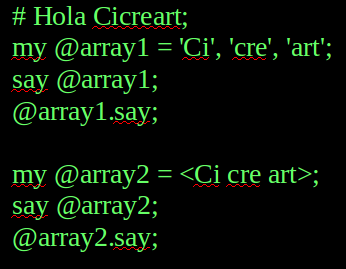 # Hola Cicreart;
my @array1 = 'Ci', 'cre', 'art';
say @array1;
@array1.say;
my @array2 = <Ci cre art>;
say @array2;
@array2.say;